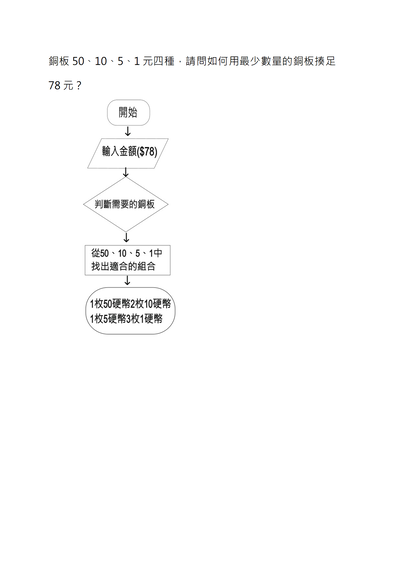 銅板 50、10、5、1 元四種，請問如何用最少數量的銅板揍足
78 元？
開始
輸入金額($78)
判斷需要的銅板
從50、10、5、1中
找出適合的組合
1枚50硬幣2枚10硬幣
1枚5硬幣3枚1硬幣